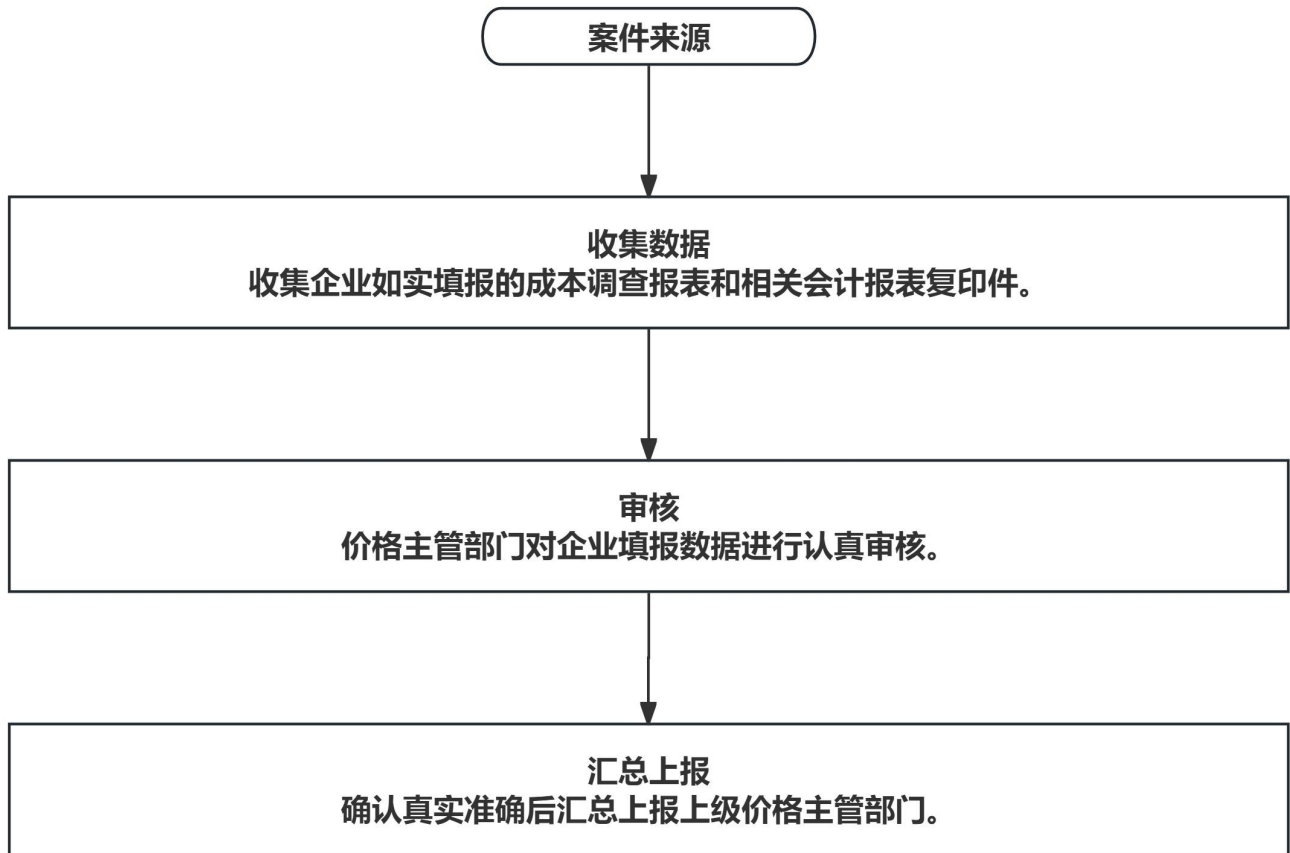 案件来源
收集数据
收集企业如实填报的成本调查报表和相关会计报表复印件。
审核
价格主管部门对企业填报数据进行认真审核。
汇总上报
确认真实准确后汇总上报上级价格主管部门。